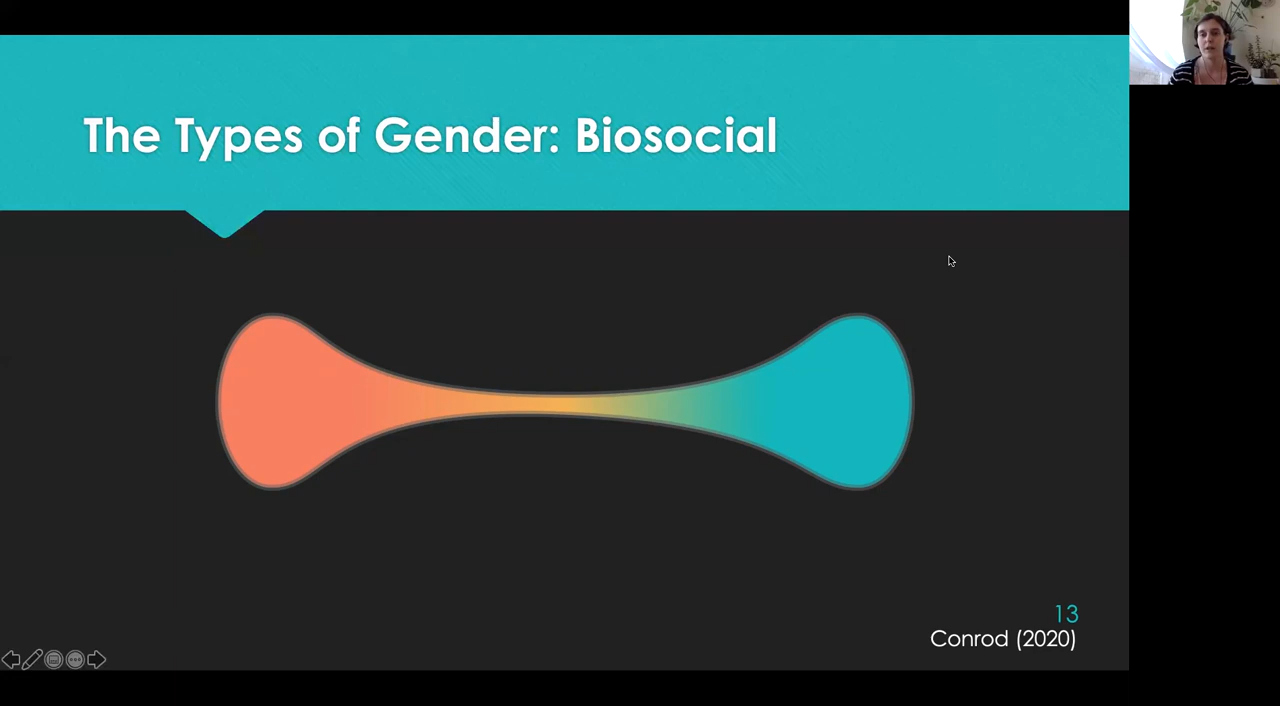 The Types of Gender: Biosocial
13
Conrod (2020)